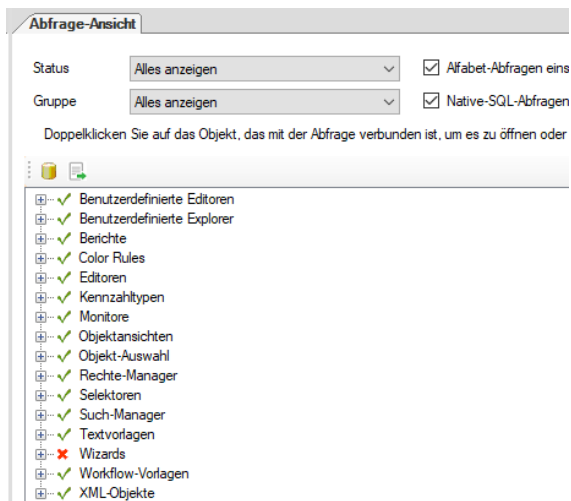 Abfrage-Ansicht
Status Alles anzeigen Alfabet-Abfragen eins
Gruppe Alles anzeigen Native-SQL-Abfragen
Doppelklicken Sie auf das Objekt, das mit der Abfrage verbunden ist, um es zu öffnen oder
Benutzerdefinierte Editoren
Benutzerdefinierte Explorer
Berichte
Color Rules
Editoren
Kennzahltypen
Monitore
Objektansichten
Objekt-Auswahl
Rechte-Manager
Selektoren
Such-Manager
Textvorlagen
Wizards
Workflow-Vorlagen
XML-Objekte